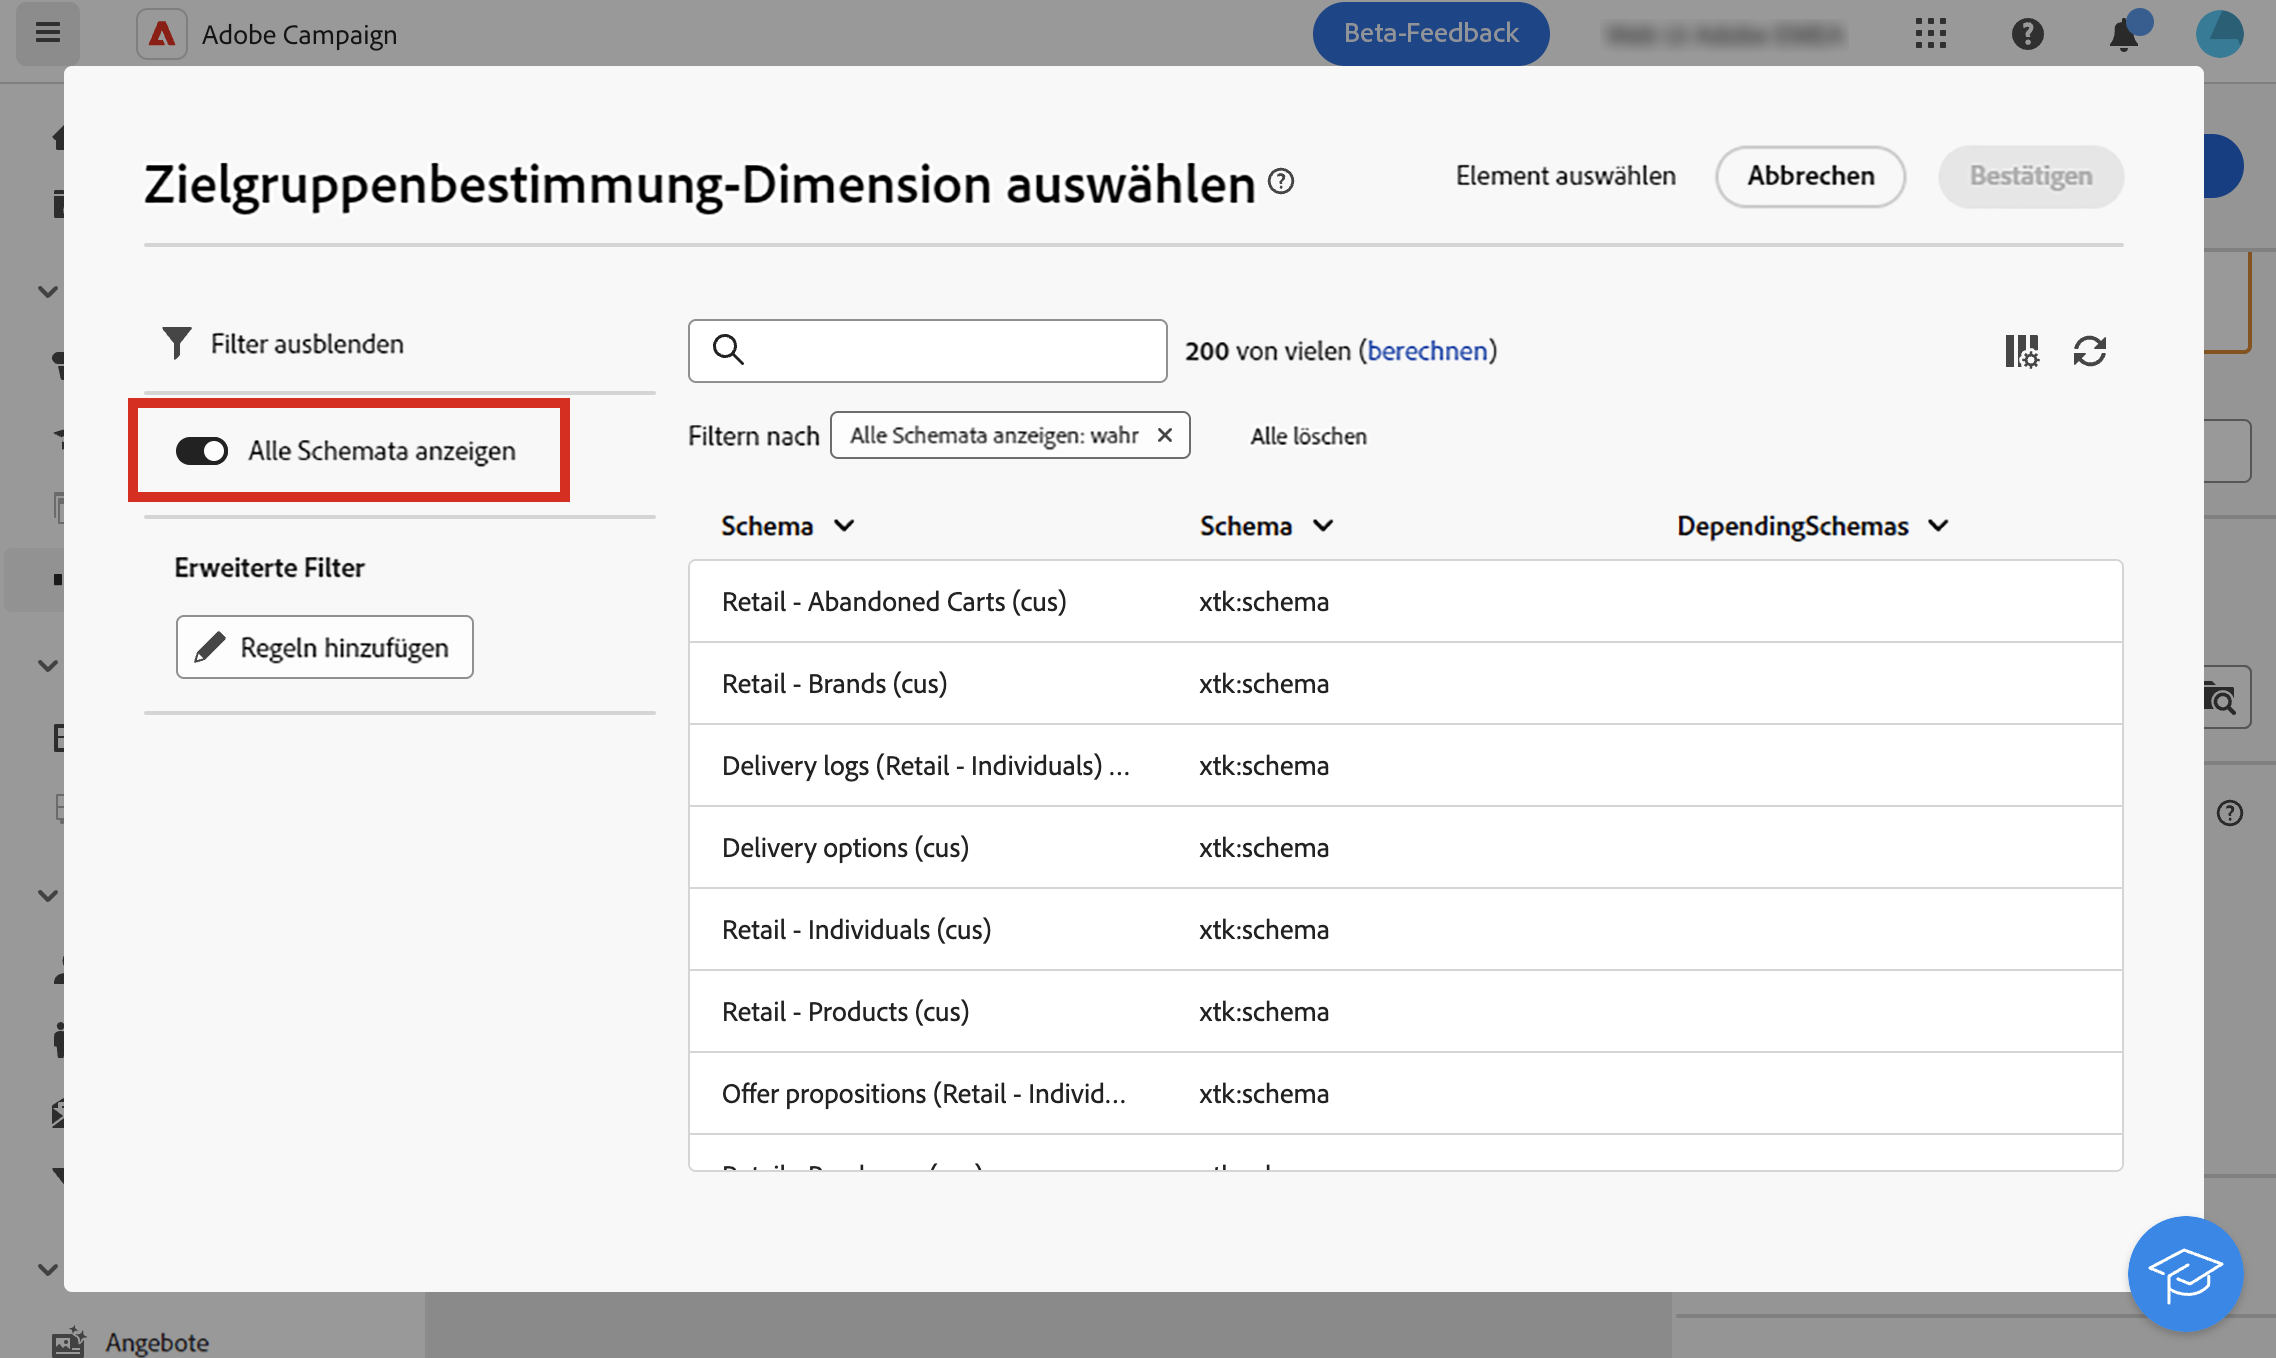 Adobe Campaign
Beta-Feedback
Zielgruppenbestimmung-Dimension auswählen
Element auswählen
Abbrechen
Bestätigen
Filter ausblenden
200 von vielen (berechnen)
Alle Schemata anzeigen
Filtern nach
Alle Schemata anzeigen: wahr
Alle löschen
Erweiterte Filter
Regeln hinzufügen
Schema Schema DependingSchemas
Retail - Abandoned Carts (cus) xtk:schema
Retail - Brands (cus) xtk:schema
Delivery logs (Retail - Individuals) ... xtk:schema
Delivery options (cus) xtk:schema
Retail - Individuals (cus) xtk:schema
Retail - Products (cus) xtk:schema
Offer propositions (Retail - Individ... xtk:schema
Angebote